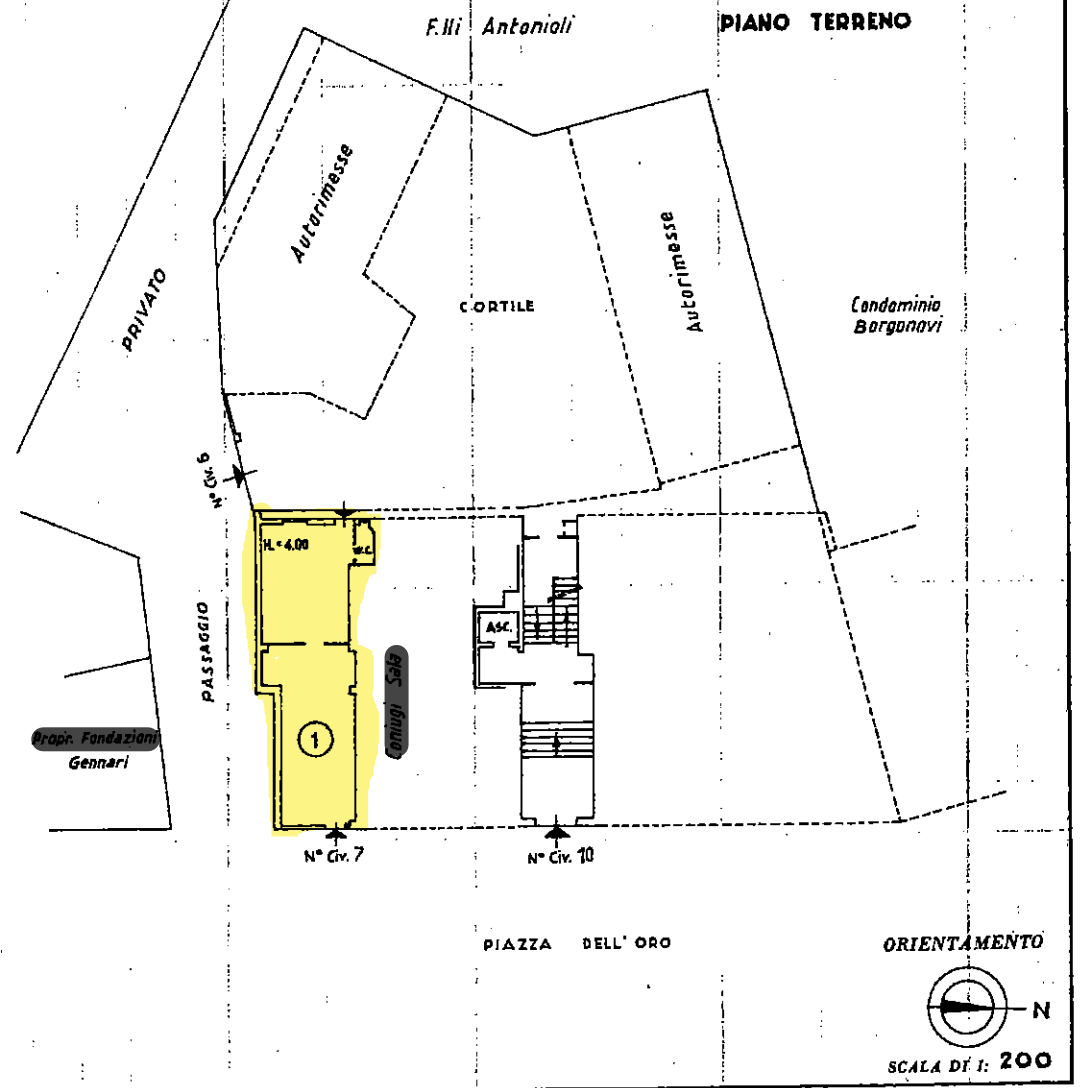 F.lli Antonioli
PIANO TERRENO
Autorimesse
Autorimesse
PRIVATO
CORTILE
Condominio
Borgonovi
N° Civ. 6
H. = 4.00
W.C.
PASSAGGIO
ASC.
Coniugi Sala
1
Propr. Fondazioni
Gennari
N° Civ. 7
N° Civ. 10
PIAZZA DELL' ORO
ORIENTAMENTO
N
SCALA DI 1: 200